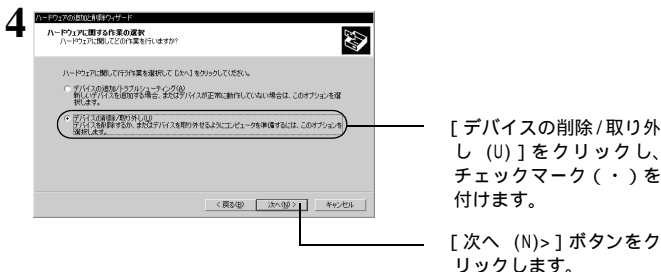 4
ハードウェアの追加と削除ウィザード
ハードウェアに関する作業の選択
ハードウェアに関してどの作業を行いますか?
ハードウェアに関して行う作業を選択して [次へ] をクリックしてください。
デバイスの追加/トラブルシューティング(A)
新しいデバイスを追加する場合、またはデバイスが正常に動作していない場合は、このオプションを選
択します。
デバイスの削除/取り外し(U)
デバイスを削除するか、またはデバイスを取り外せるようにコンピュータを準備するには、このオプションを
選択します。
< 戻る(B)
次へ(N) >
キャンセル
[デバイスの削除/取り外
し (U)]をクリックし、
チェックマーク(・)を
付けます。
[次へ (N)>]ボタンをク
リックします。